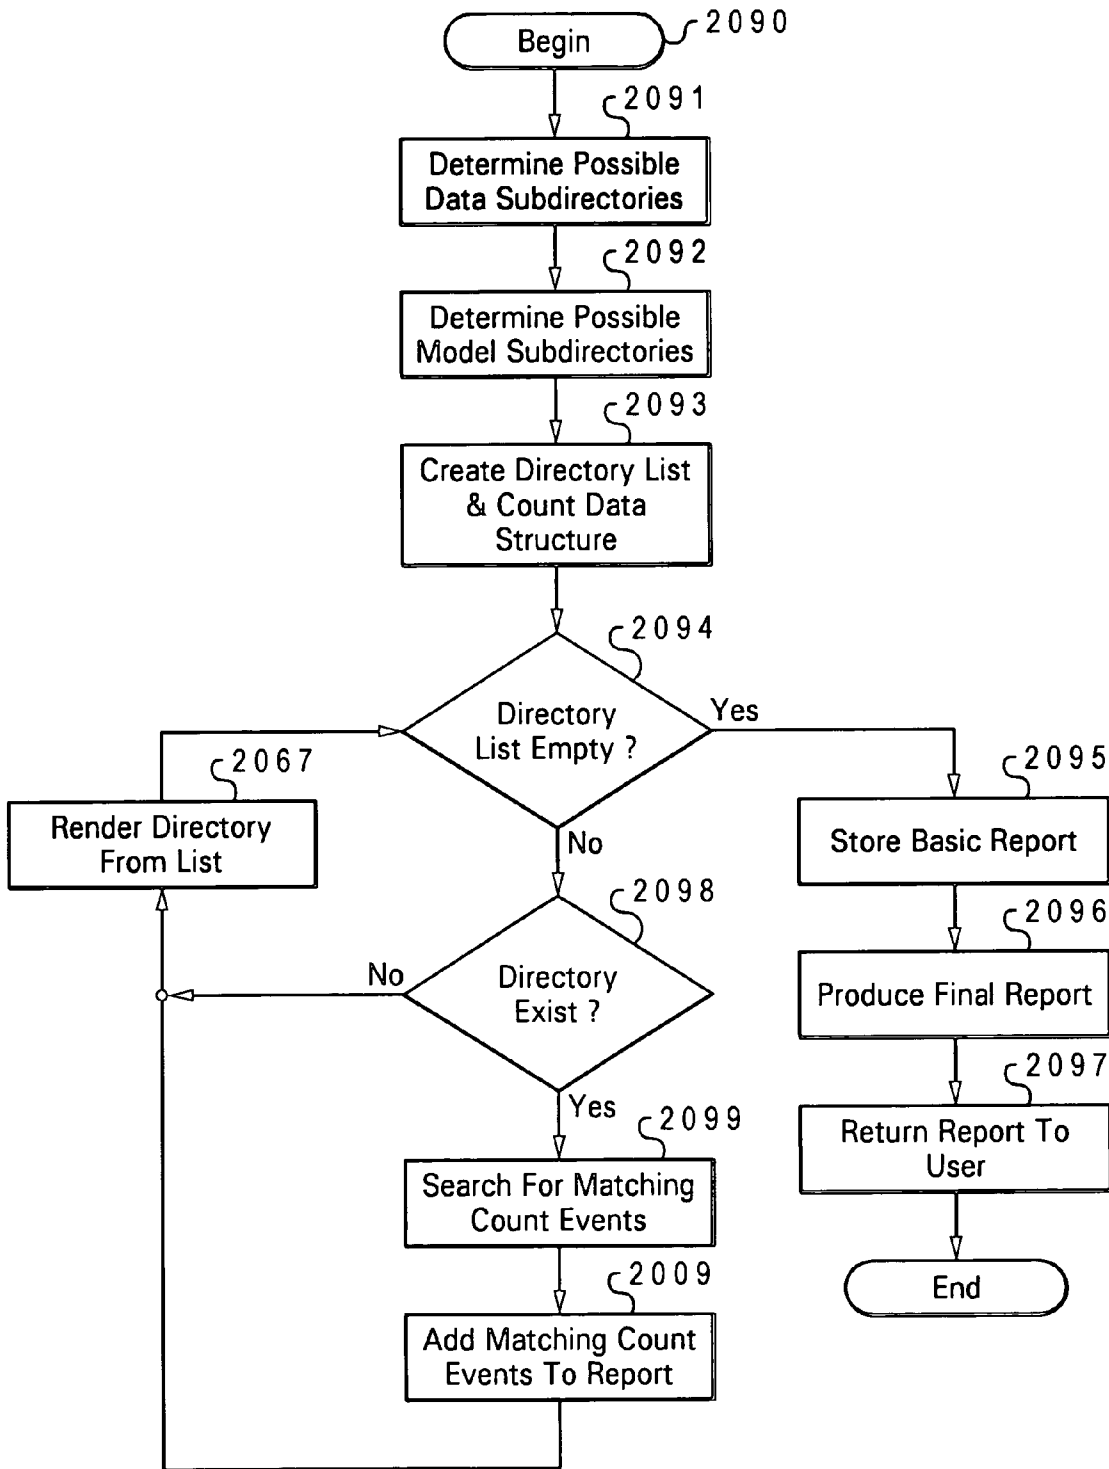 Begin
2090
2091
Determine Possible
Data Subdirectories
2092
Determine Possible
Model Subdirectories
2093
Create Directory List
& Count Data
Structure
2094
Directory
List Empty ?
Yes
No
2067
Render Directory
From List
2095
Store Basic Report
2098
Directory
Exist ?
No
Yes
2096
Produce Final Report
2097
Return Report To
User
2099
Search For Matching
Count Events
End
2009
Add Matching Count
Events To Report